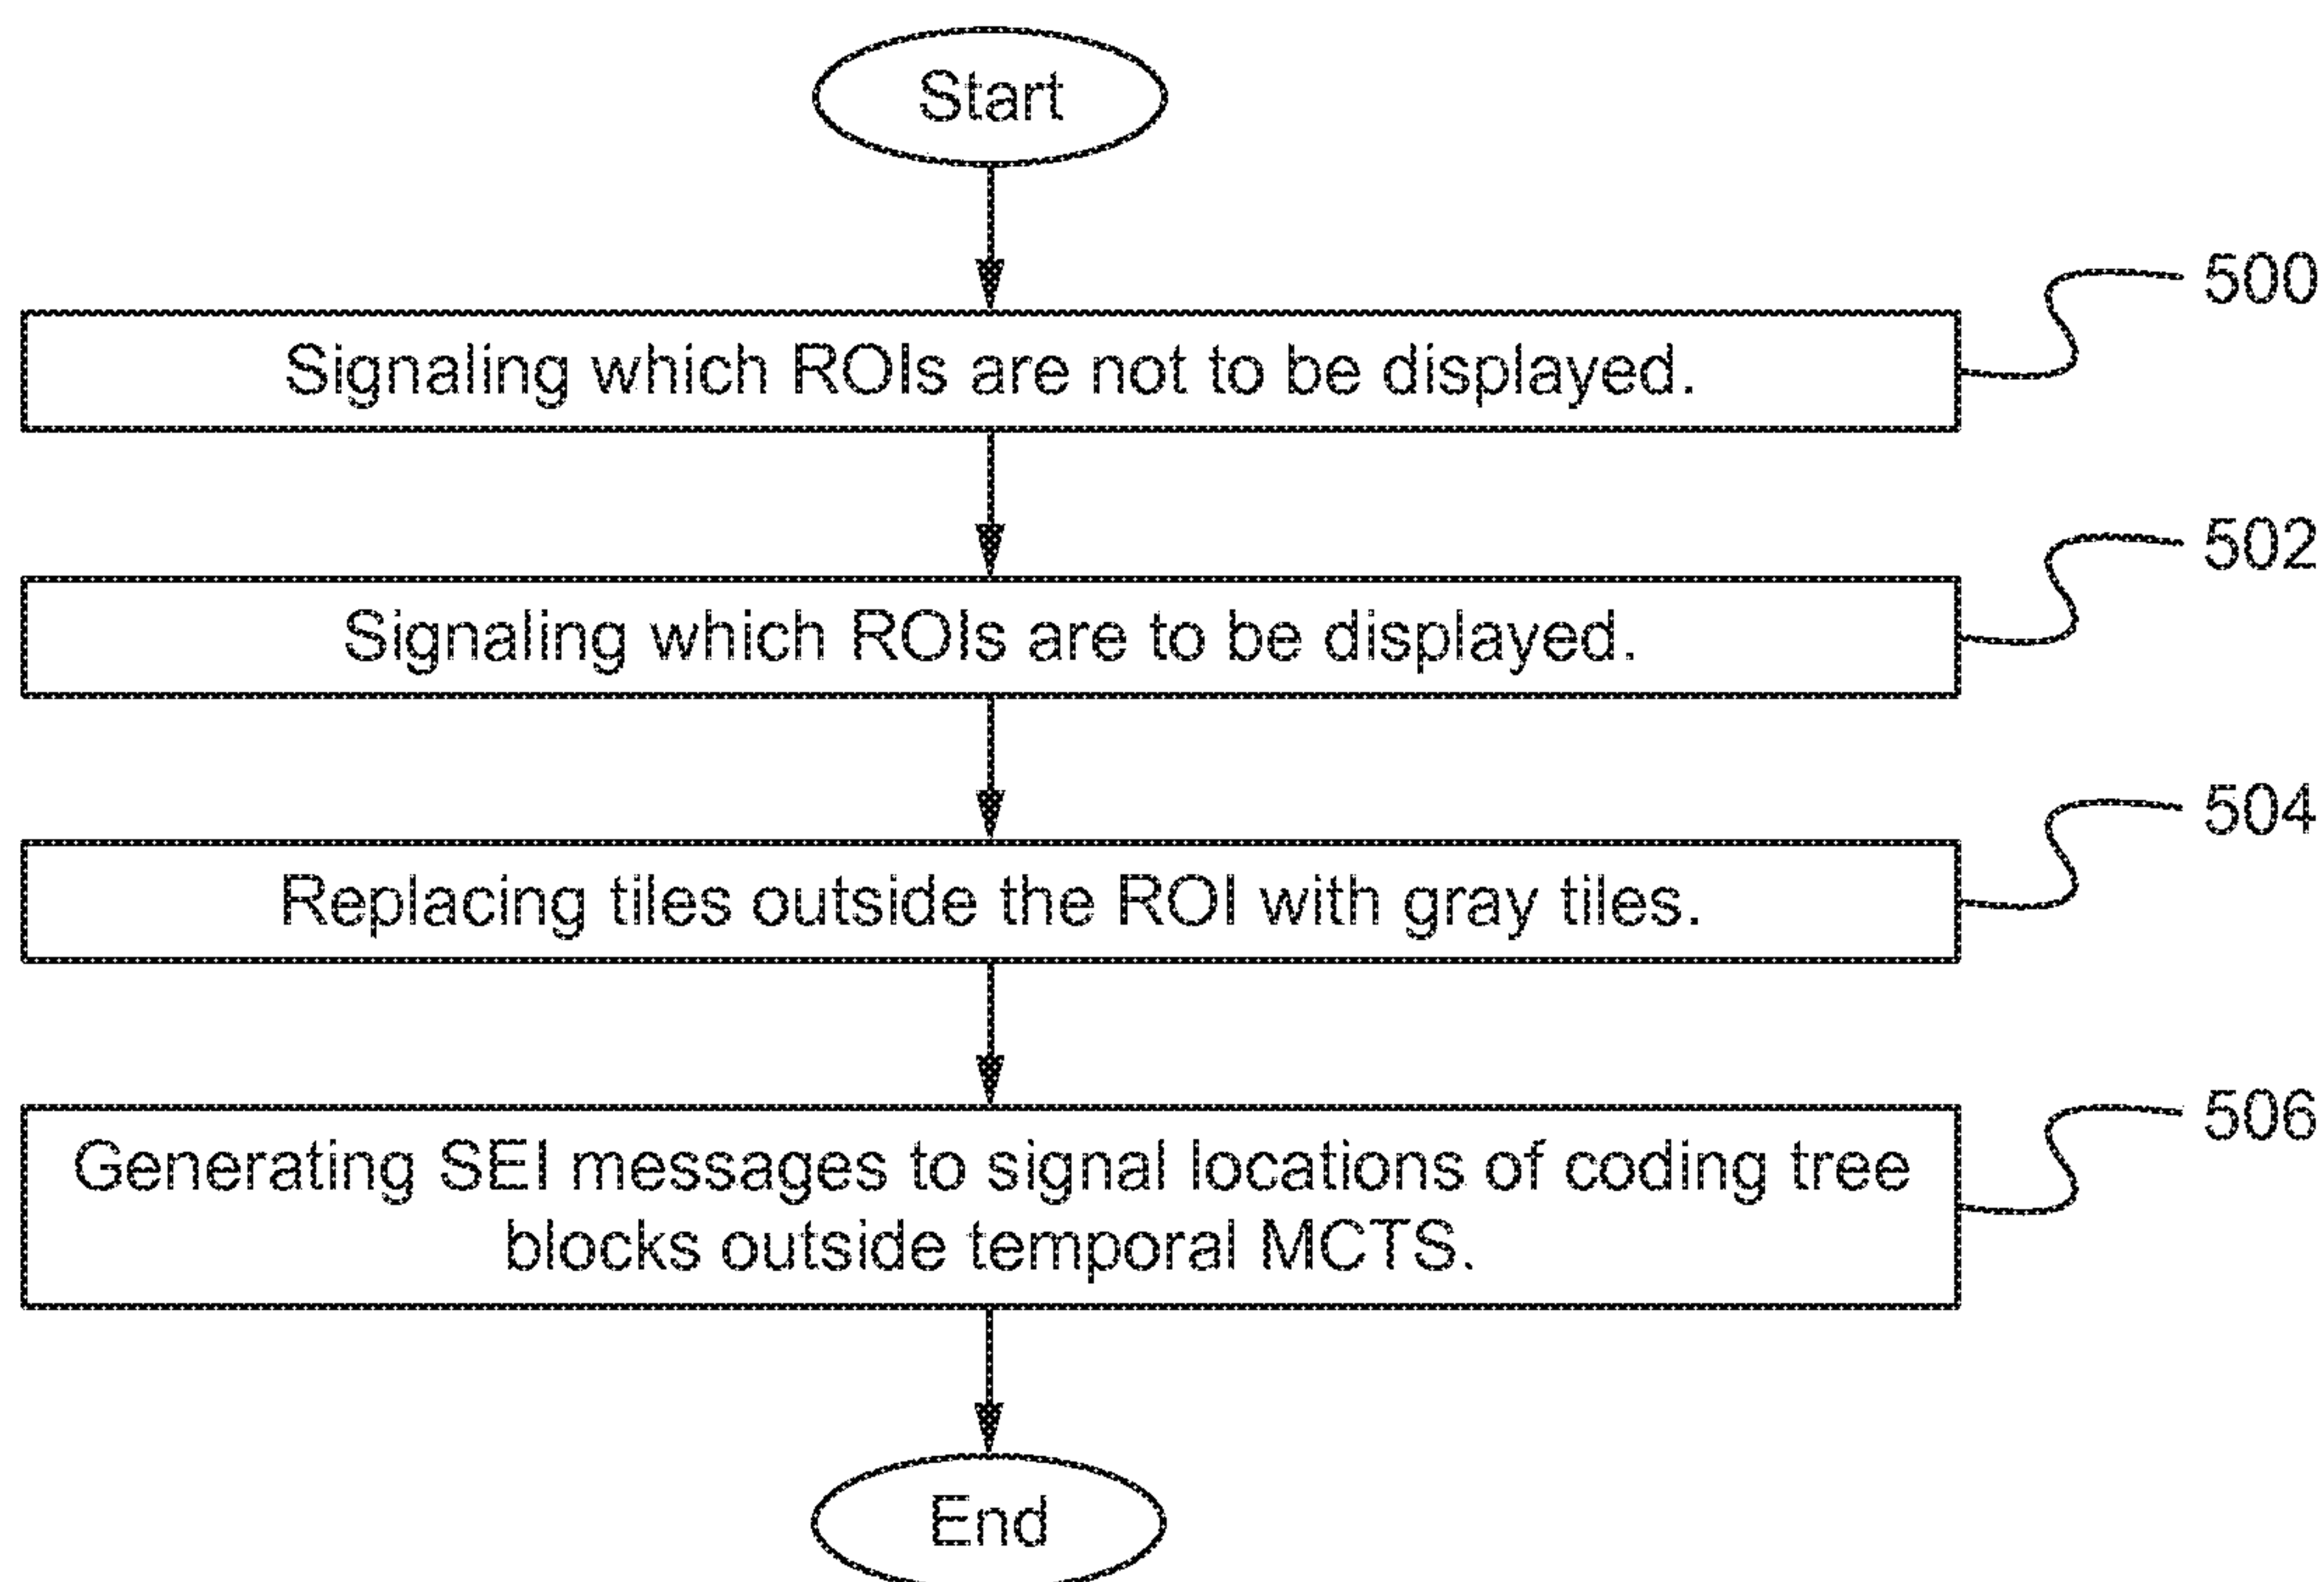 Start
500
Signaling which ROIs are not to be displayed.
502
Signaling which ROIs are to be displayed.
504
Replacing tiles outside the ROI with gray tiles.
506
Generating SEI messages to signal locations of coding tree
blocks outside temporal MCTS.
End